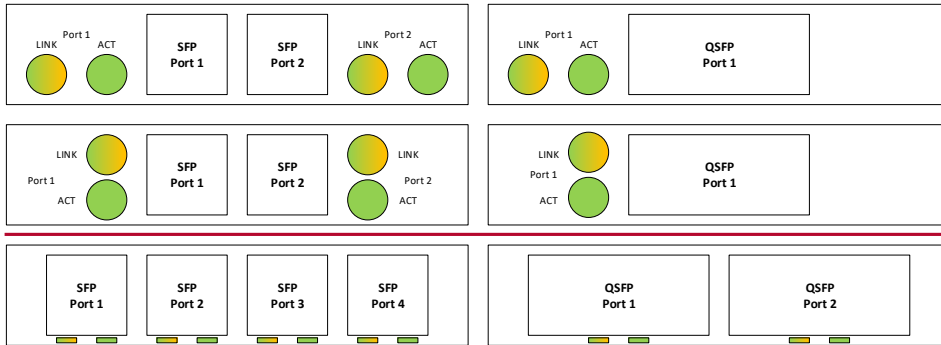 Port 1
LINK ACT
SFP
Port 1
SFP
Port 2
Port 2
LINK ACT
Port 1
LINK ACT
QSFP
Port 1
LINK
Port 1
ACT
SFP
Port 1
SFP
Port 2
LINK
Port 2
ACT
LINK
Port 1
ACT
QSFP
Port 1
SFP
Port 1
SFP
Port 2
SFP
Port 3
SFP
Port 4
QSFP
Port 1
QSFP
Port 2